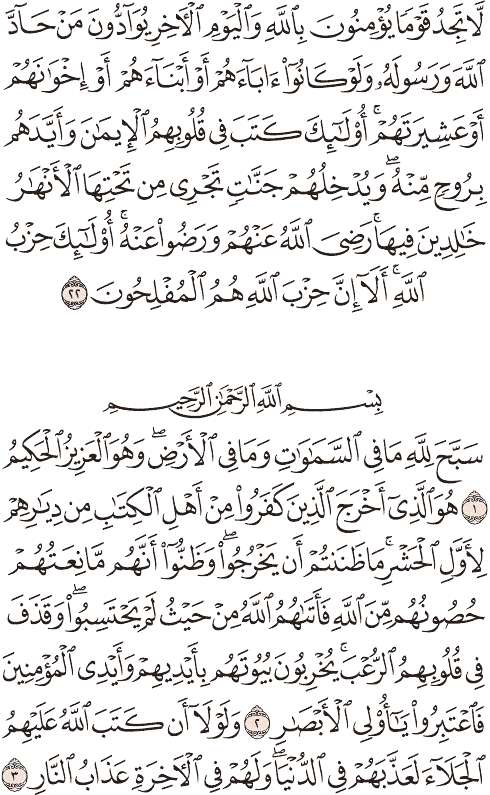 لَّا تَجِدُ قَوْمًا يُؤْمِنُونَ بِٱللَّهِ وَٱلْيَوْمِ ٱلْءَاخِرِ يُوَآدُّونَ مَنْ حَآدَّ
ٱللَّهَ وَرَسُولَهُۥ وَلَوْ كَانُوٓا۟ ءَابَآءَهُمْ أَوْ أَبْنَآءَهُمْ أَوْ إِخْوَٰنَهُمْ
أَوْ عَشِيرَتَهُمْ ۚ أُو۟لَٰٓئِكَ كَتَبَ فِى قُلُوبِهِمُ ٱلْإِيمَٰنَ وَأَيَّدَهُم
بِرُوحٍ مِّنْهُ ۖ وَيُدْخِلُهُمْ جَنَّٰتٍ تَجْرِى مِن تَحْتِهَا ٱلْأَنْهَٰرُ
خَٰلِدِينَ فِيهَا ۚ رَضِىَ ٱللَّهُ عَنْهُمْ وَرَضُوا۟ عَنْهُ ۚ أُو۟لَٰٓئِكَ حِزْبُ
ٱللَّهِ ۚ أَلَآ إِنَّ حِزْبَ ٱللَّهِ هُمُ ٱلْمُفْلِحُونَ ٢٢
بِسْمِ ٱللَّهِ ٱلرَّحْمَٰنِ ٱلرَّحِيمِ
سَبَّحَ لِلَّهِ مَا فِى ٱلسَّمَٰوَٰتِ وَمَا فِى ٱلْأَرْضِ ۖ وَهُوَ ٱلْعَزِيزُ ٱلْحَكِيمُ
١ هُوَ ٱلَّذِىٓ أَخْرَجَ ٱلَّذِينَ كَفَرُوا۟ مِنْ أَهْلِ ٱلْكِتَٰبِ مِن دِيَٰرِهِمْ
لِأَوَّلِ ٱلْحَشْرِ ۚ مَا ظَنَنتُمْ أَن يَخْرُجُوا۟ ۖ وَظَنُّوٓا۟ أَنَّهُم مَّانِعَتُهُمْ
حُصُونُهُم مِّنَ ٱللَّهِ فَأَتَىٰهُمُ ٱللَّهُ مِنْ حَيْثُ لَمْ يَحْتَسِبُوا۟ ۖ وَقَذَفَ
فِى قُلُوبِهِمُ ٱلرُّعْبَ ۚ يُخْرِبُونَ بُيُوتَهُم بِأَيْدِيهِمْ وَأَيْدِى ٱلْمُؤْمِنِينَ
فَٱعْتَبِرُوا۟ يَٰٓأُو۟لِى ٱلْأَبْصَٰرِ ٢ وَلَوْلَآ أَن كَتَبَ ٱللَّهُ عَلَيْهِمُ
ٱلْجَلَآءَ لَعَذَّبَهُمْ فِى ٱلدُّنْيَا ۖ وَلَهُمْ فِى ٱلْءَاخِرَةِ عَذَابُ ٱلنَّارِ ٣